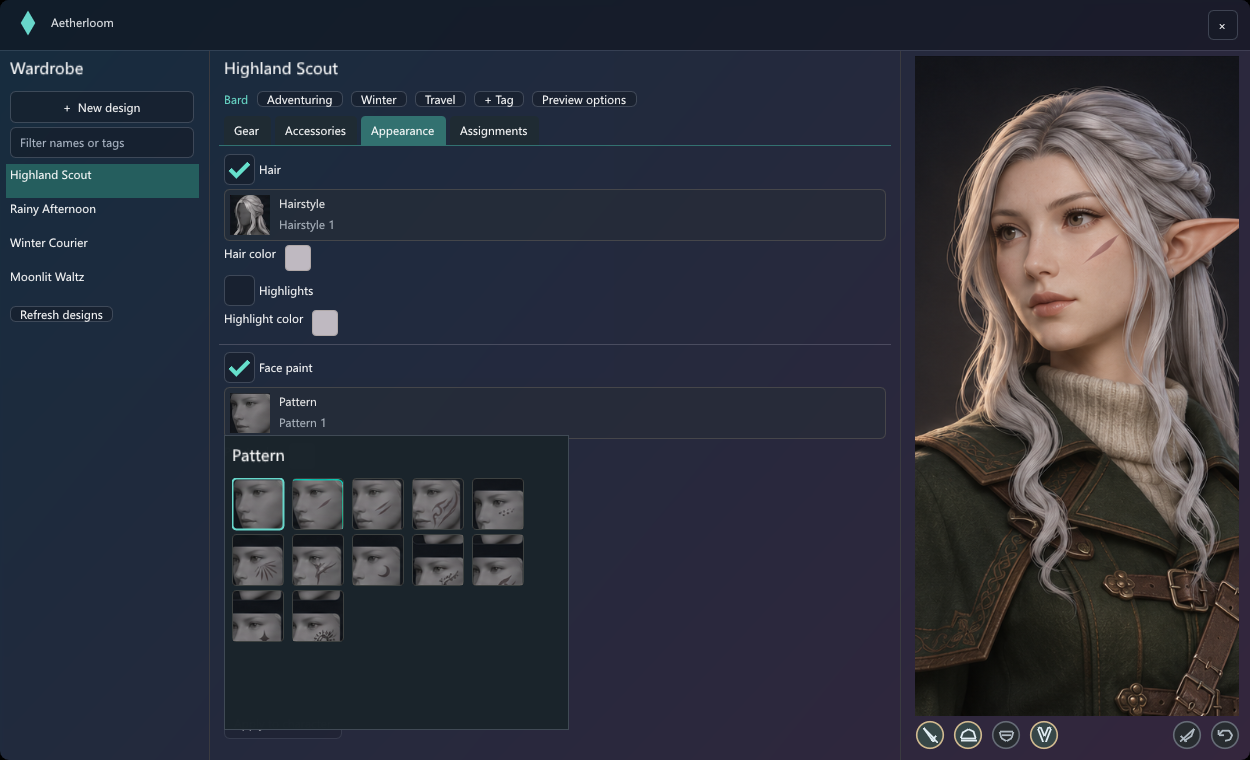 Aetherloom
×
Wardrobe
+ New design
Filter names or tags
Highland Scout
Rainy Afternoon
Winter Courier
Moonlit Waltz
Refresh designs
Highland Scout
Bard Adventuring Winter Travel + Tag Preview options
Gear Accessories Appearance Assignments
Hair
Hairstyle
Hairstyle 1
Hair color
Highlights
Highlight color
Face paint
Pattern
Pattern 1
Pattern